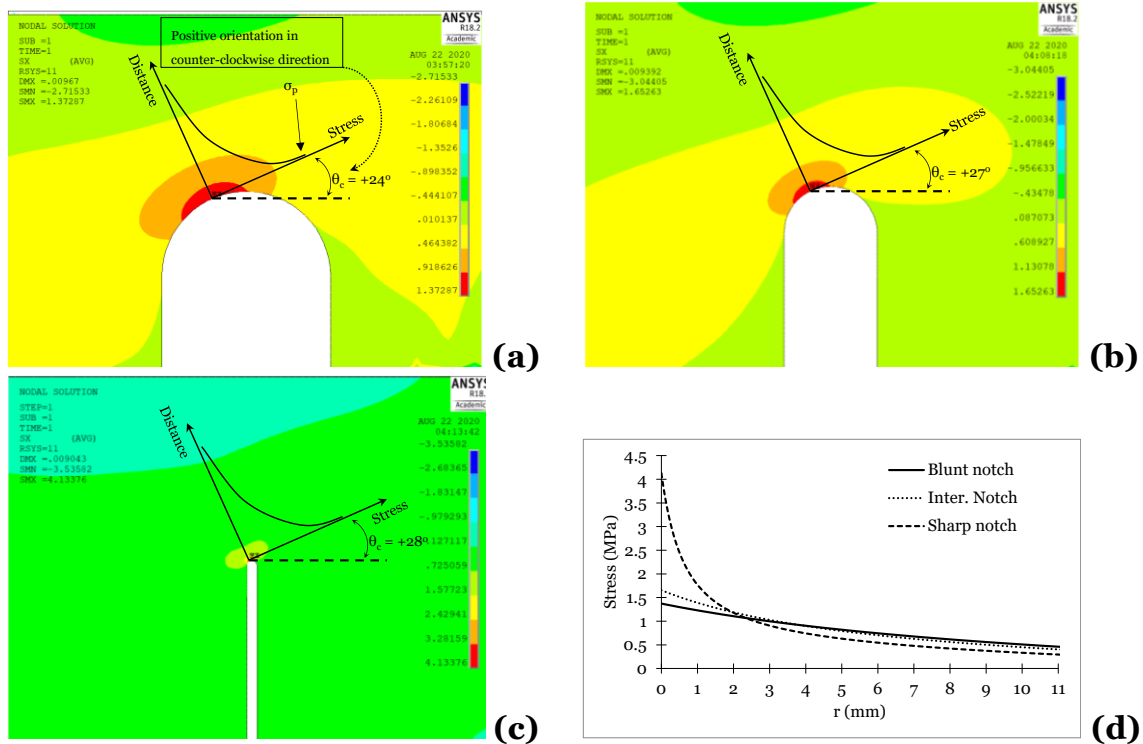 NODAL SOLUTION
SUB =1
TIME=1
SX (AVG)
RSYS=11
DMX =.00967
SMN =-2.71533
SMX =1.37287
Positive orientation in
counter-clockwise direction
ANSYS
R18.2
Academic
AUG 22 2020
03:57:20
-2.71533
-2.26109
-1.80684
-1.3526
-.898352
-.444107
.010137
.464382
.918626
1.37287
Distance
σp
Stress
θc = +24°
(a)
NODAL SOLUTION
SUB =1
TIME=1
SX (AVG)
RSYS=11
DMX =.009392
SMN =-3.04405
SMX =1.65263
ANSYS
R18.2
Academic
AUG 22 2020
04:08:18
-3.04405
-2.52219
-2.00034
-1.47849
-.956633
-.43478
.087073
.608927
1.13078
1.65263
Distance
Stress
θc = +27°
(b)
NODAL SOLUTION
STEP=1
SUB =1
TIME=1
SX (AVG)
RSYS=11
DMX =.009043
SMN =-3.53582
SMX =4.13376
ANSYS
R18.
Academic
AUG 22 2020
04:13:42
-3.53582
-2.68365
-1.83147
-.979293
.127117
.725059
1.57723
2.42941
3.28159
4.13376
Distance
Stress
θc = +28°
(c)
4.5
4
3.5
3
2.5
2
1.5
1
0.5
0
Stress (MPa)
Blunt notch
Inter. Notch
Sharp notch
0 1 2 3 4 5 6 7 8 9 10 11
r (mm)
(d)